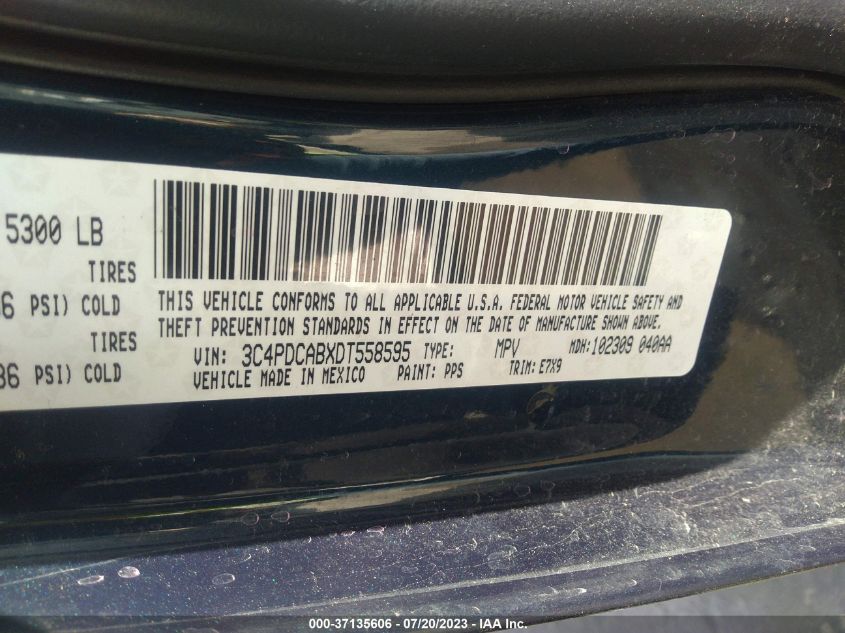 5300 LB
TIRES
36 PSI) COLD
TIRES
36 PSI) COLD
THIS VEHICLE CONFORMS TO ALL APPLICABLE U.S.A. FEDERAL MOTOR VEHICLE SAFETY AND
THEFT PREVENTION STANDARDS IN EFFECT ON THE DATE OF MANUFACTURE SHOWN ABOVE.
VIN: 3C4PDCABXDT558595 TYPE: MPV MDH:102309 040AA
VEHICLE MADE IN MEXICO PAINT: PPS TRIM: E7X9
000-37135606 / 07/20/2023 - IAA Inc.